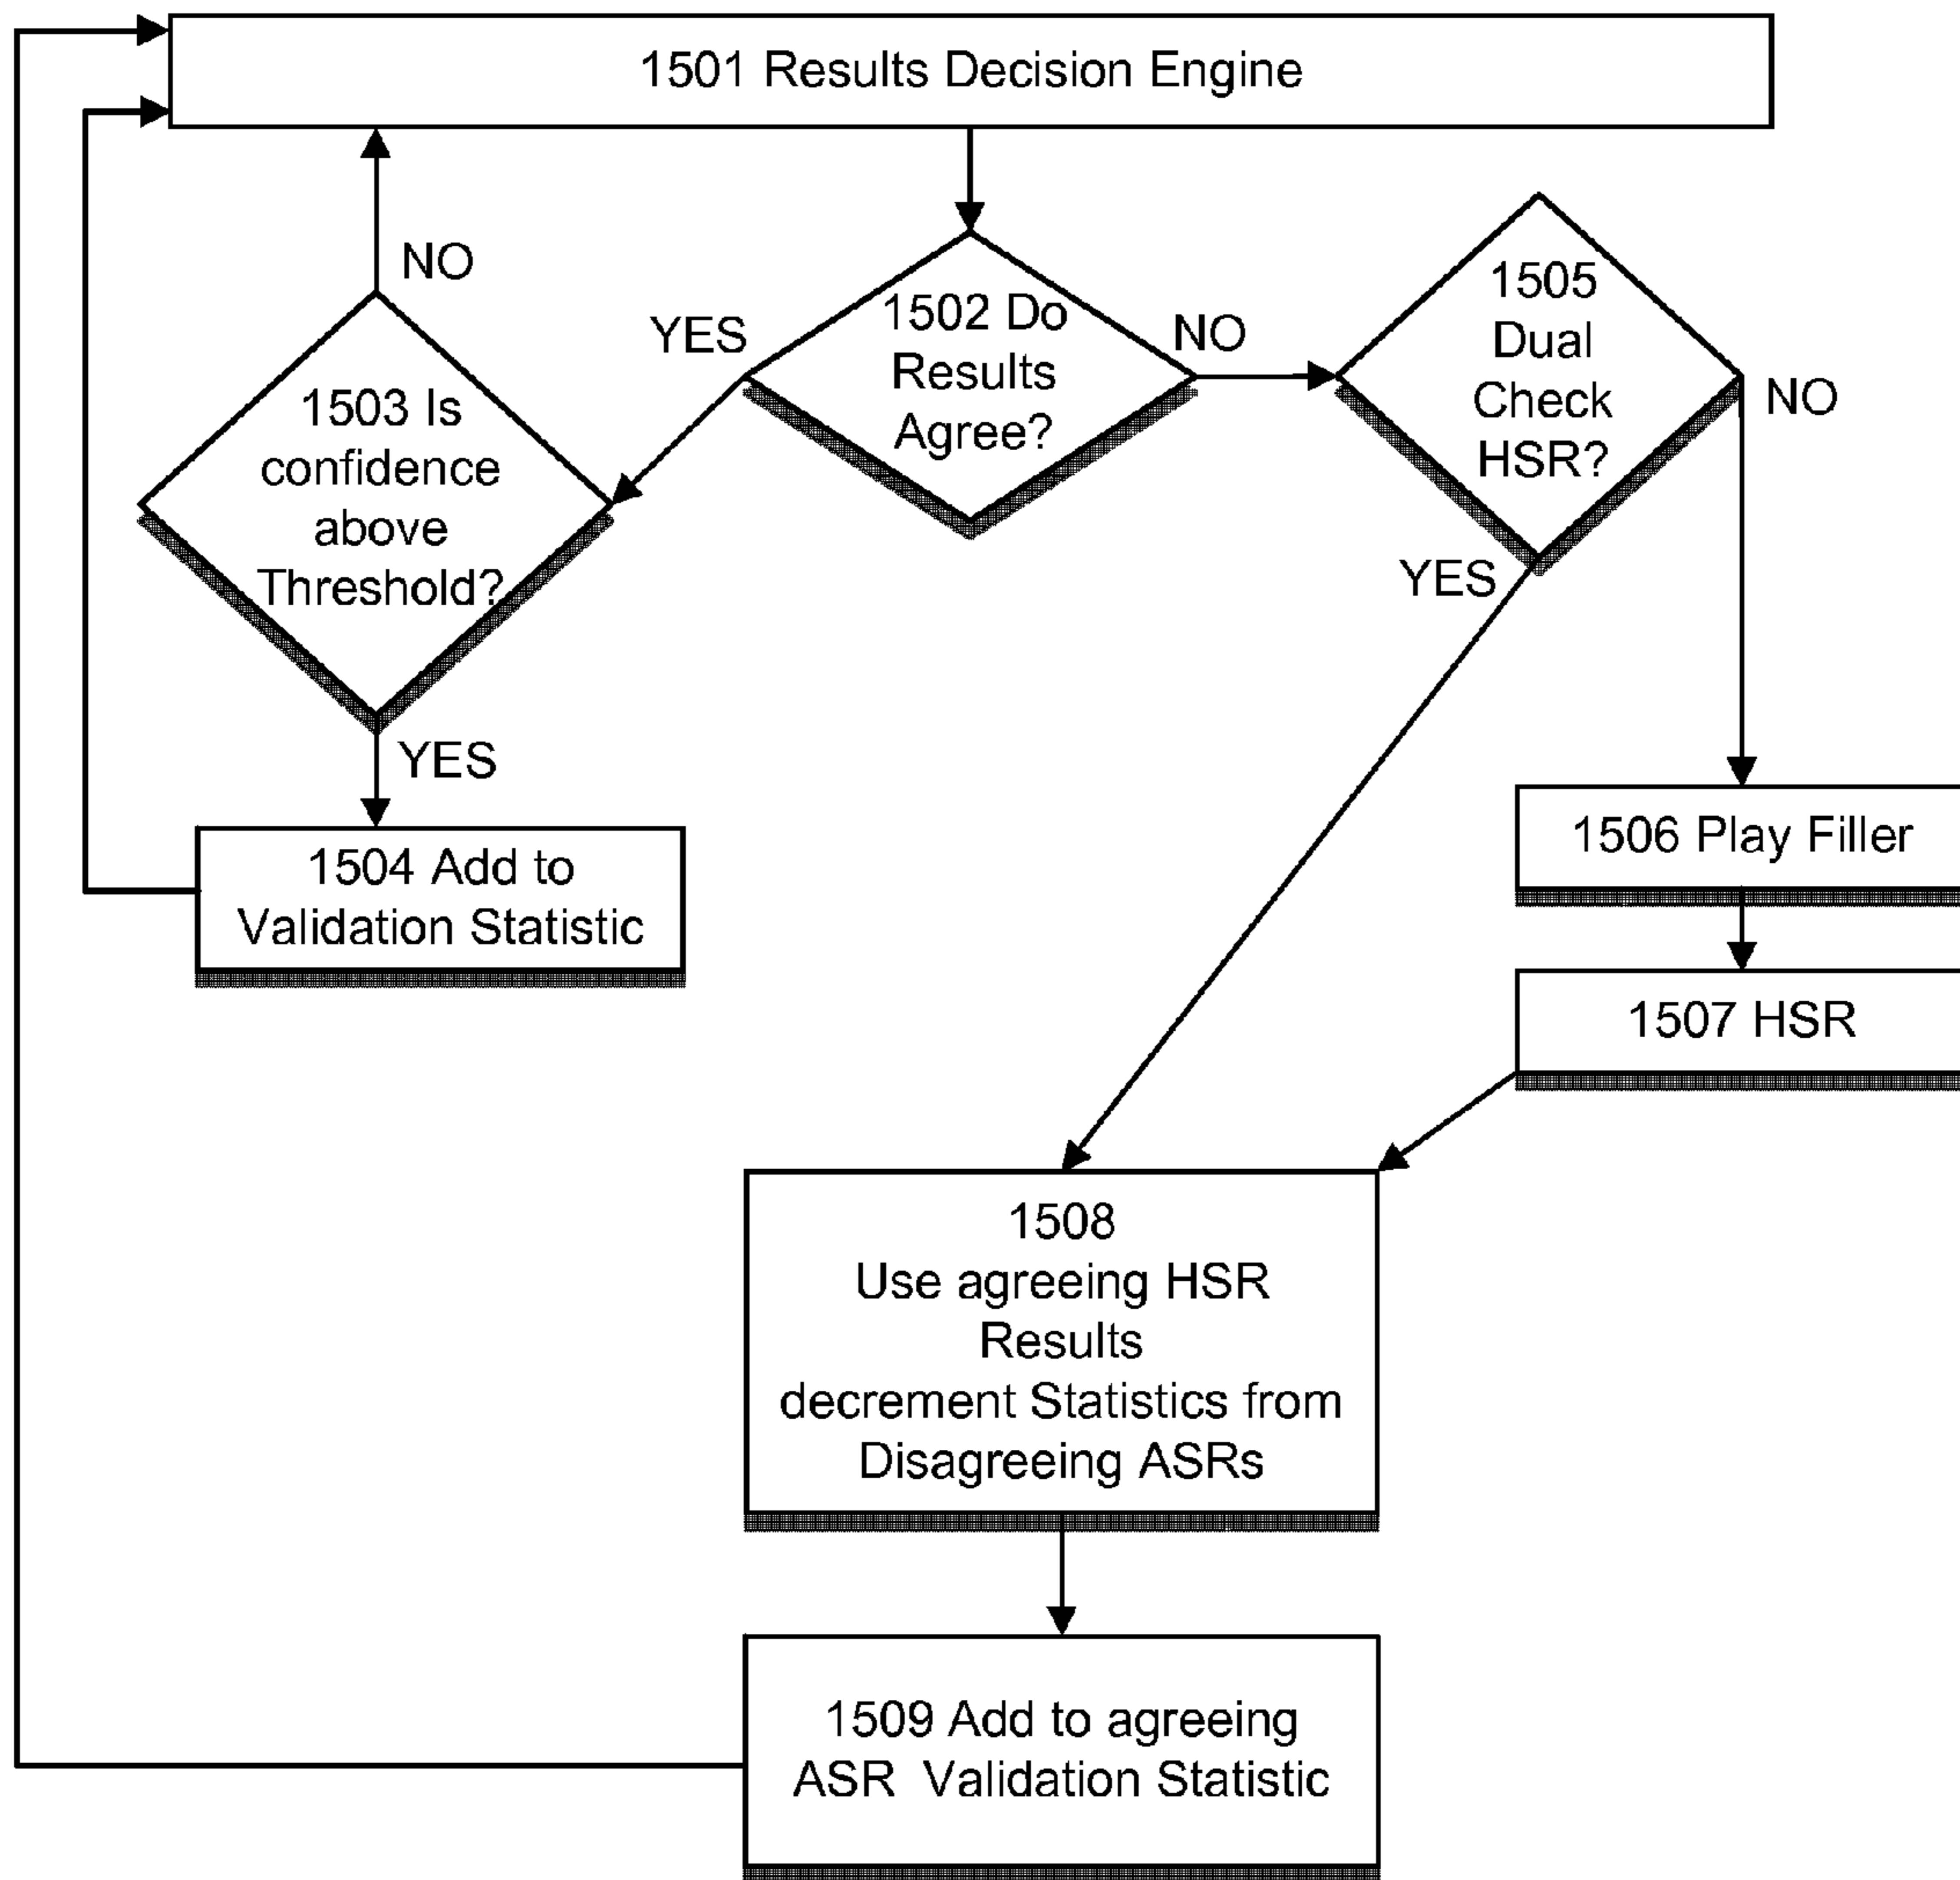 1501 Results Decision Engine
NO
YES
1502 Do
Results
Agree?
NO
1505
Dual
Check
HSR?
NO
1503 Is
confidence
above
Threshold?
YES
YES
1504 Add to
Validation Statistic
1506 Play Filler
1507 HSR
1508
Use agreeing HSR
Results
decrement Statistics from
Disagreeing ASRs
1509 Add to agreeing
ASR  Validation Statistic